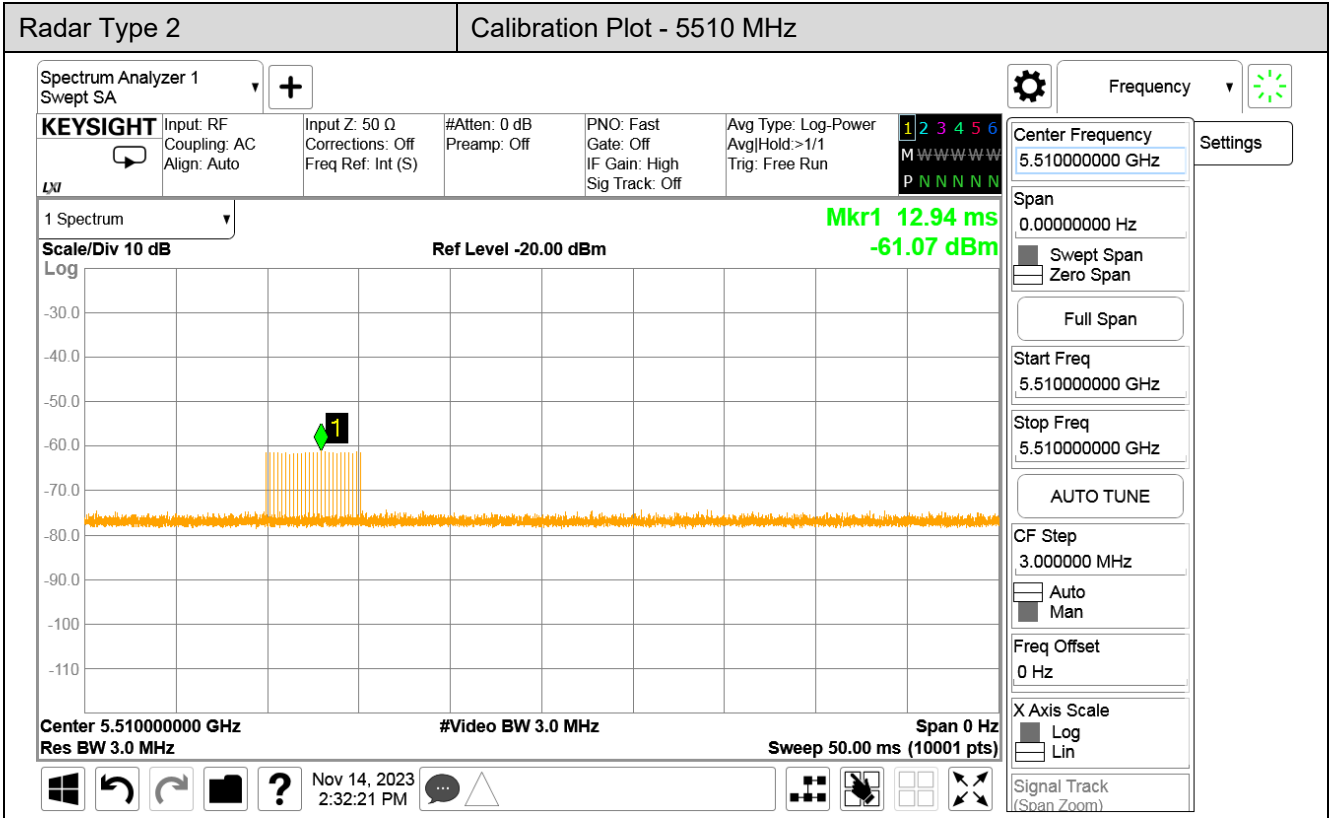 Radar Type 2
Calibration Plot - 5510 MHz
Spectrum Analyzer 1
Swept SA
Frequency
KEYSIGHT
LXI
Input: RF
Coupling: AC
Align: Auto
Input Z: 50 Ω
Corrections: Off
Freq Ref: Int (S)
#Atten: 0 dB
Preamp: Off
PNO: Fast
Gate: Off
IF Gain: High
Sig Track: Off
Avg Type: Log-Power
Avg|Hold:>1/1
Trig: Free Run
1 2 3 4 5 6
M W W W W W
P N N N N N
1 Spectrum
Mkr1 12.94 ms
-61.07 dBm
Scale/Div 10 dB
Ref Level -20.00 dBm
Log
-30.0
-40.0
-50.0
-60.0
-70.0
-80.0
-90.0
-100
-110
1
Center 5.510000000 GHz
#Video BW 3.0 MHz
Span 0 Hz
Res BW 3.0 MHz
Sweep 50.00 ms (10001 pts)
Nov 14, 2023
2:32:21 PM
?
Center Frequency
5.510000000 GHz
Settings
Span
0.00000000 Hz
Swept Span
Zero Span
Full Span
Start Freq
5.510000000 GHz
Stop Freq
5.510000000 GHz
AUTO TUNE
CF Step
3.000000 MHz
Auto
Man
Freq Offset
0 Hz
X Axis Scale
Log
Lin
Signal Track
(Span Zoom)